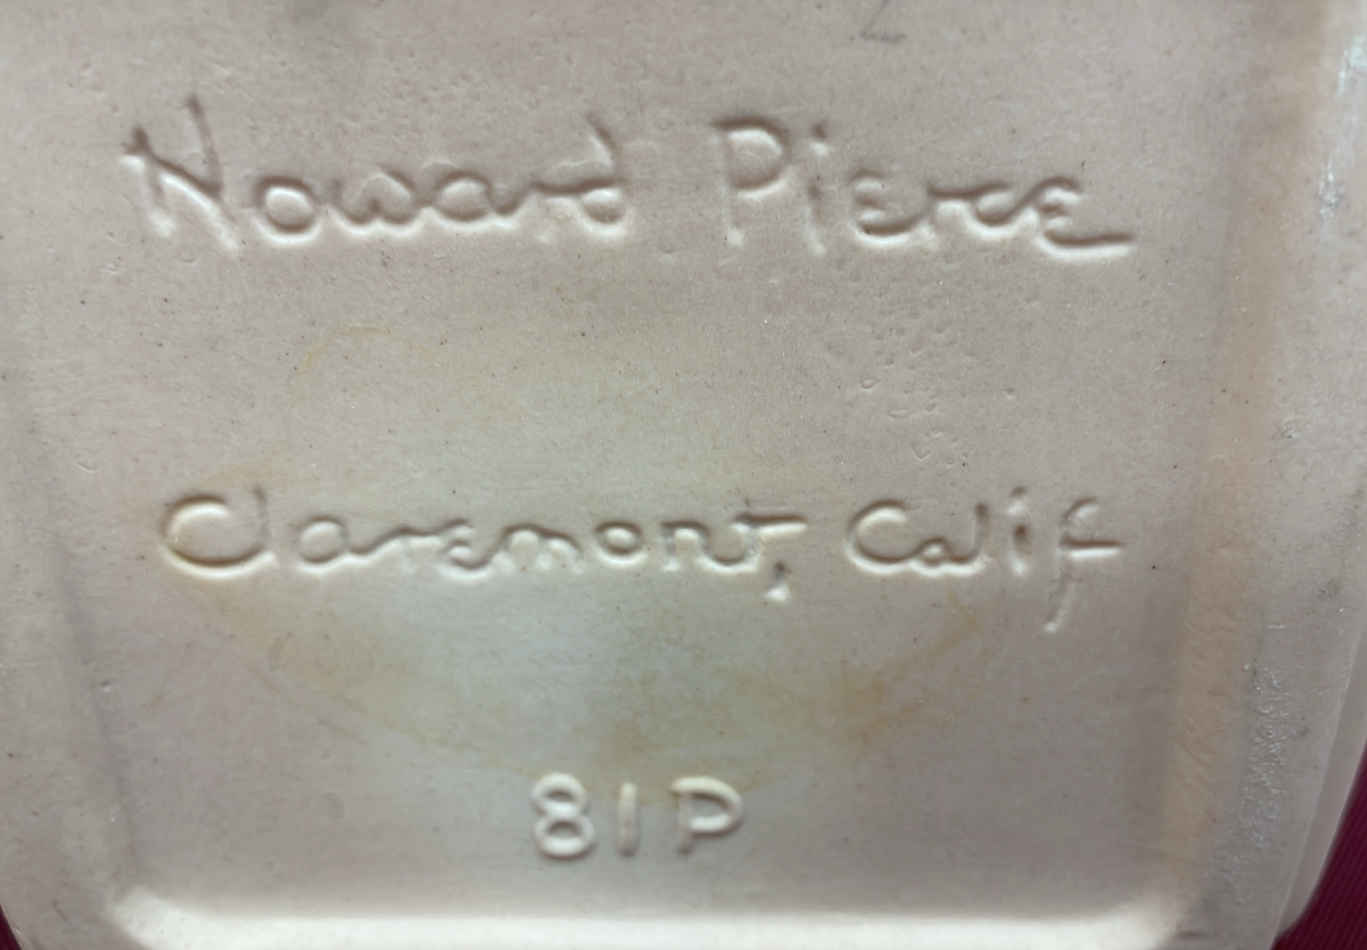 Howard Pierce
Claremont, Calif
81P